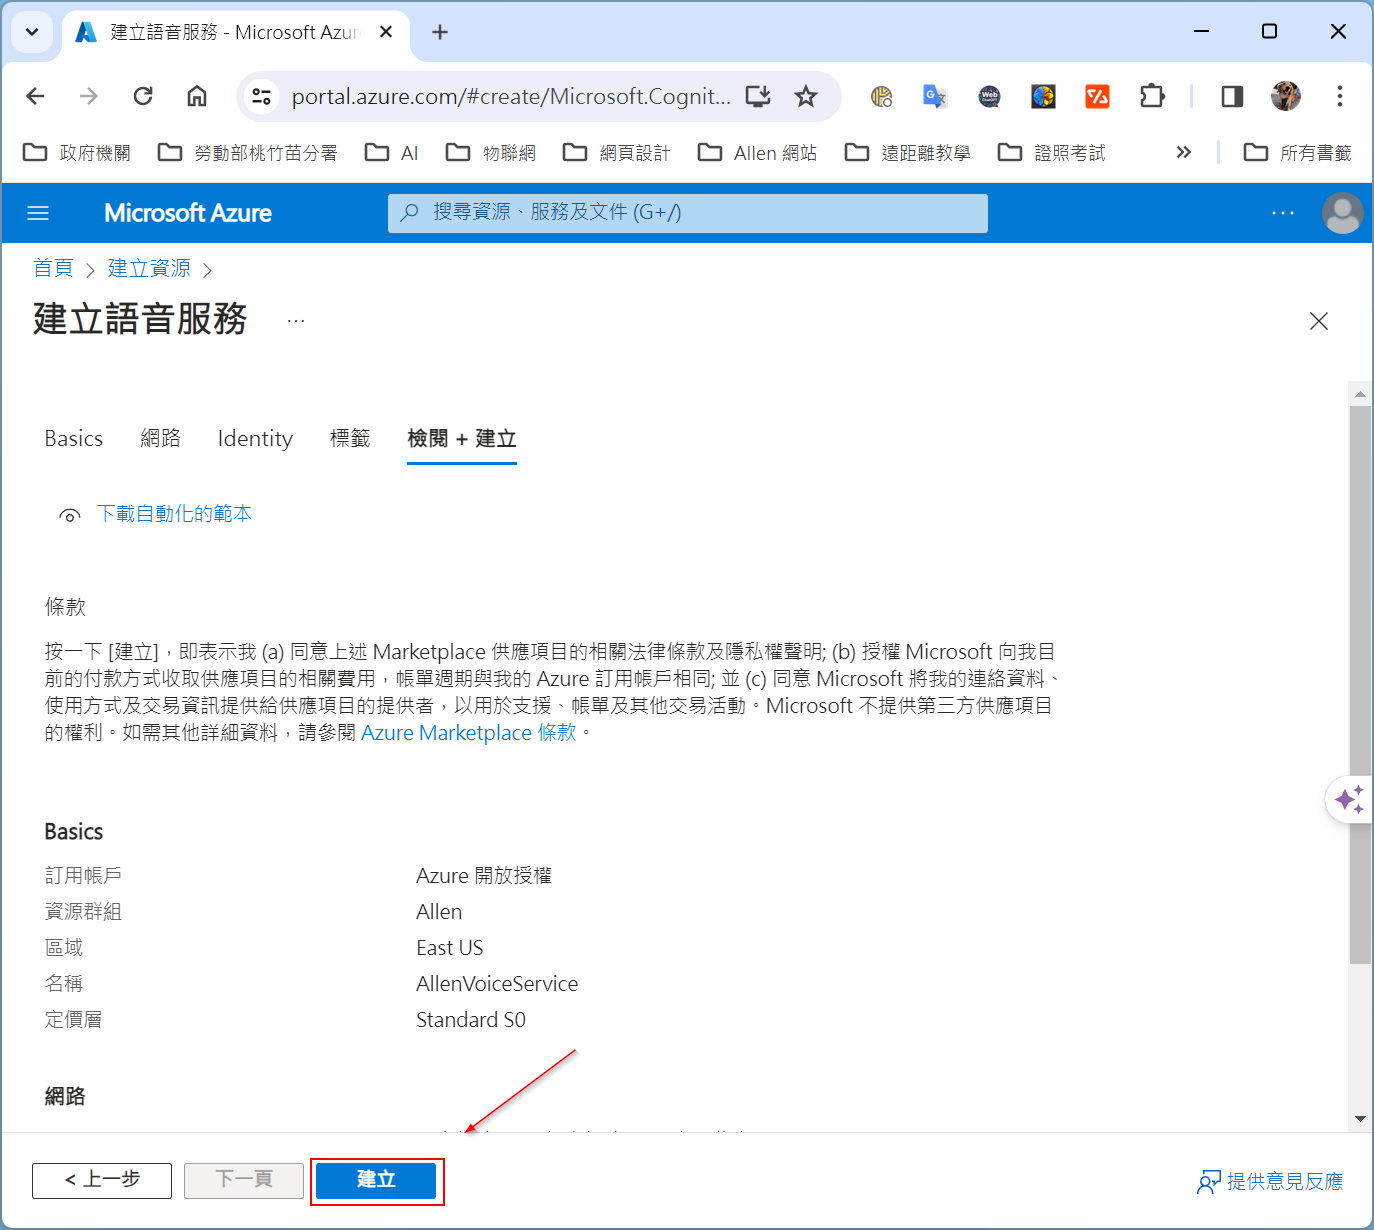 建立語音服務 - Microsoft Azur
portal.azure.com/#create/Microsoft.Cognit...
政府機關
勞動部桃竹苗分署
AI
物聯網
網頁設計
Allen 網站
遠距離教學
證照考試
所有書籤
Microsoft Azure
搜尋資源、服務及文件 (G+/)
首頁
建立資源
建立語音服務
Basics
網路
Identity
標籤
檢閱 + 建立
下載自動化的範本
條款
按一下 [建立],即表示我 (a) 同意上述 Marketplace 供應項目的相關法律條款及隱私權聲明; (b) 授權 Microsoft 向我目
前的付款方式收取供應項目的相關費用,帳單週期與我的 Azure 訂用帳戶相同; 並 (c) 同意 Microsoft 將我的連絡資料、
使用方式及交易資訊提供給供應項目的提供者,以用於支援、帳單及其他交易活動。Microsoft 不提供第三方供應項目
的權利。如需其他詳細資料,請參閱 Azure Marketplace 條款。
Basics
訂用帳戶 Azure 開放授權
資源群組 Allen
區域 East US
名稱 AllenVoiceService
定價層 Standard S0
網路
< 上一步
下一頁
建立
提供意見反應